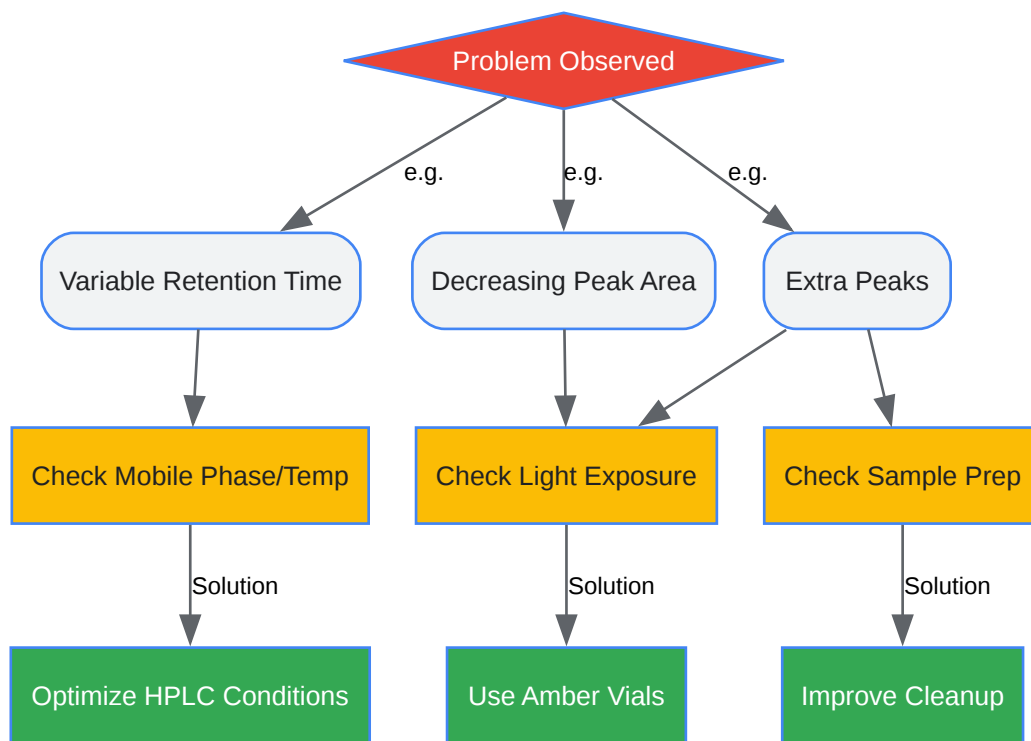 Problem Observed
e.g.
e.g.
e.g.
Variable Retention Time
Decreasing Peak Area
Extra Peaks
Check Mobile Phase/Temp
Check Light Exposure
Check Sample Prep
Solution
Solution
Solution
Optimize HPLC Conditions
Use Amber Vials
Improve Cleanup